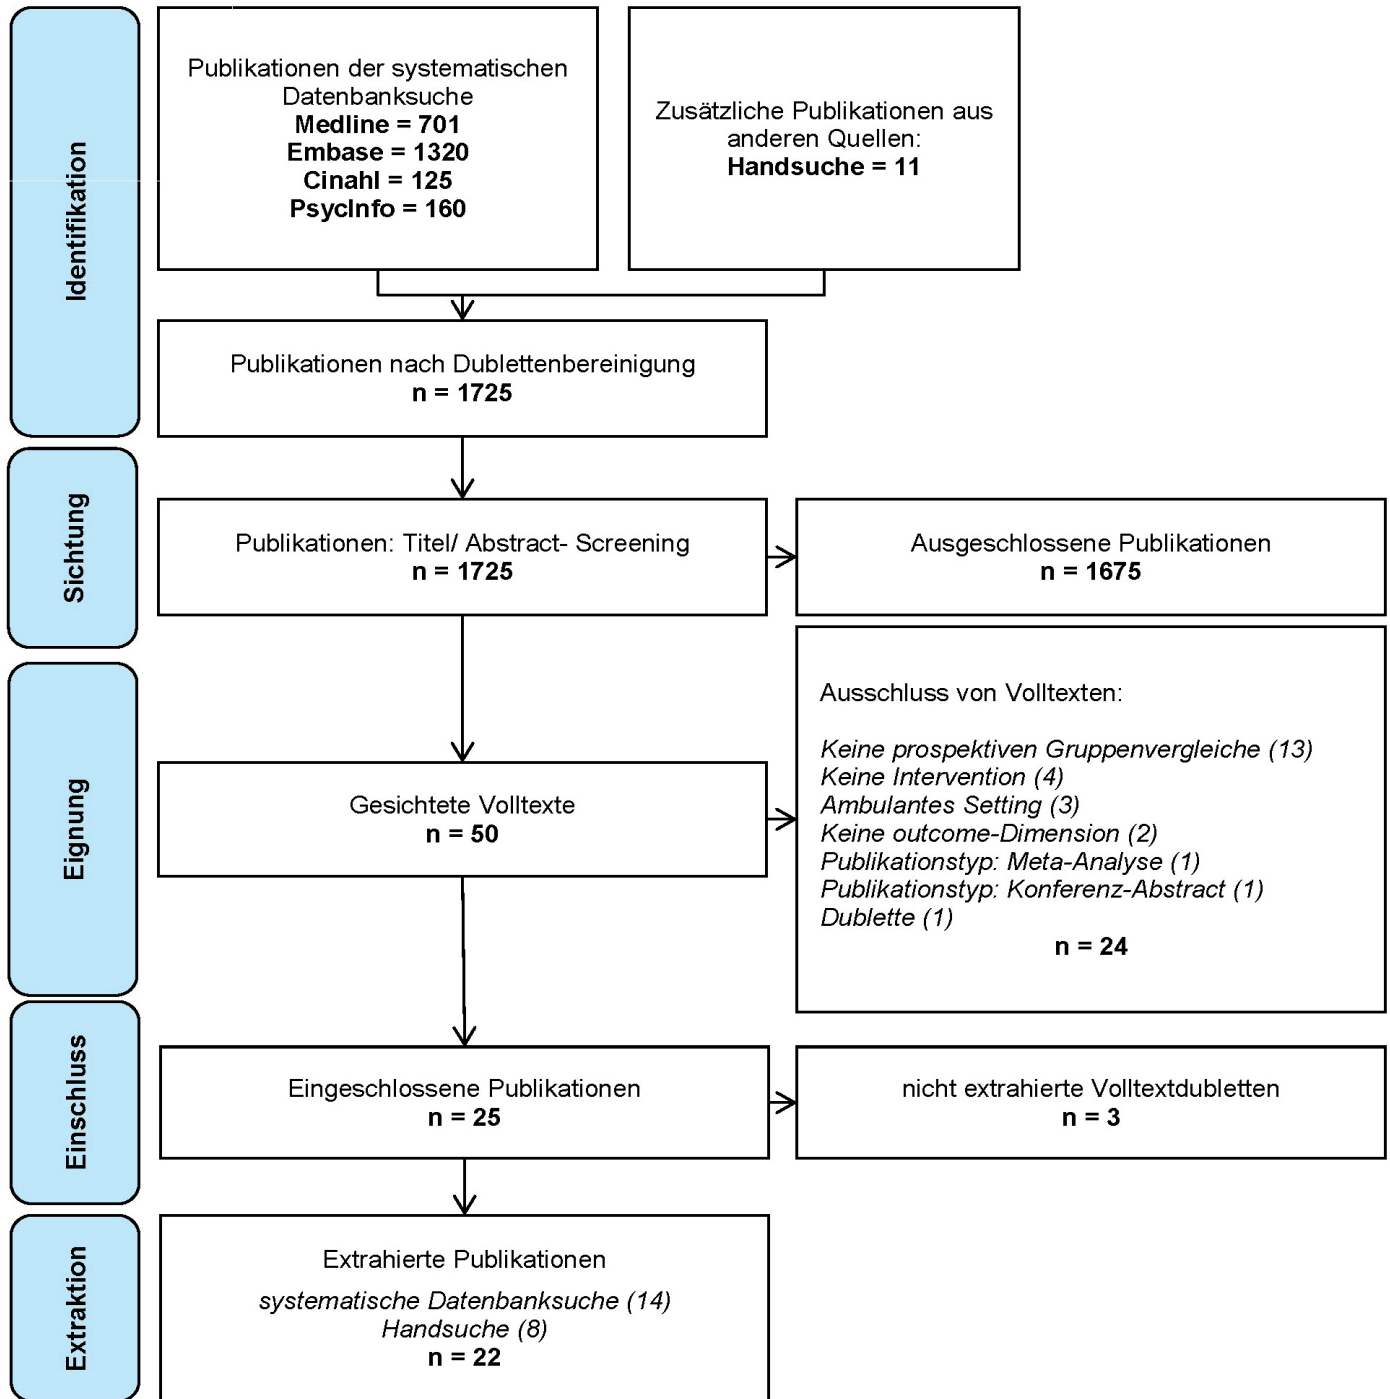 Identifikation
Publikationen der systematischen
Datenbanksuche
Medline = 701
Embase = 1320
Cinahl = 125
PsycInfo = 160
Zusätzliche Publikationen aus
anderen Quellen:
Handsuche = 11
Publikationen nach Dublettenbereinigung
n = 1725
Sichtung
Publikationen: Titel/ Abstract- Screening
n = 1725
Ausgeschlossene Publikationen
n = 1675
Eignung
Gesichtete Volltexte
n = 50
Ausschluss von Volltexten:
Keine prospektiven Gruppenvergleiche (13)
Keine Intervention (4)
Ambulantes Setting (3)
Keine outcome-Dimension (2)
Publikationstyp: Meta-Analyse (1)
Publikationstyp: Konferenz-Abstract (1)
Dublette (1)
n = 24
Einschluss
Eingeschlossene Publikationen
n = 25
nicht extrahierte Volltextdubletten
n = 3
Extraktion
Extrahierte Publikationen
systematische Datenbanksuche (14)
Handsuche (8)
n = 22